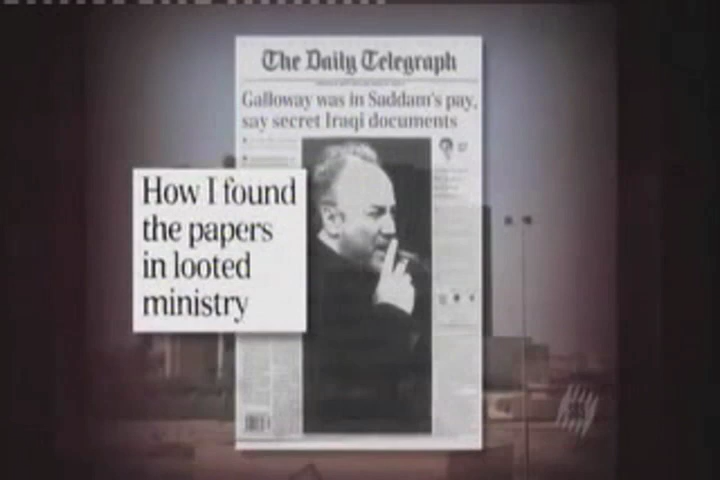 The Daily Telegraph
Galloway was in Saddam's pay,
say secret Iraqi documents
How I found
the papers
in looted
ministry
SBS